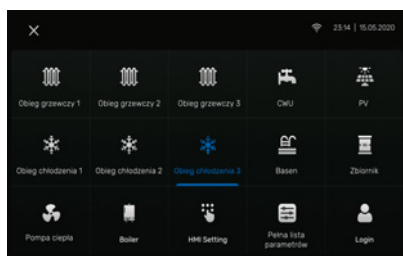 23:14 | 15.05.2020
Obieg grzewczy 1
Obieg grzewczy 2
Obieg grzewczy 3
CWU
PV
Obieg chłodzenia 1
Obieg chłodzenia 2
Obieg chłodzenia 3
Basen
Zbiornik
Pompa ciepła
Boiler
HMI Setting
Pełna lista
parametrów
Login